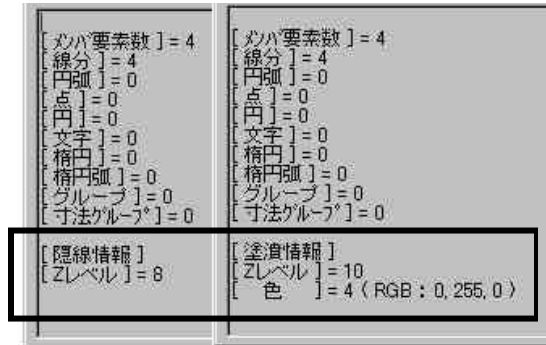 [ ﾒﾝﾊﾞ要素数 ] = 4
[ 線分 ] = 4
[ 円弧 ] = 0
[ 点 ] = 0
[ 円 ] = 0
[ 文字 ] = 0
[ 楕円 ] = 0
[ 楕円弧 ] = 0
[ グループ ] = 0
[ 寸法ｸﾞﾙｰﾌﾟ ] = 0
[ 隠線情報 ]
[ Zレベル ] = 8
[ ﾒﾝﾊﾞ要素数 ] = 4
[ 線分 ] = 4
[ 円弧 ] = 0
[ 点 ] = 0
[ 円 ] = 0
[ 文字 ] = 0
[ 楕円 ] = 0
[ 楕円弧 ] = 0
[ グループ ] = 0
[ 寸法ｸﾞﾙｰﾌﾟ ] = 0
[ 塗潰情報 ]
[ Zレベル ] = 10
[ 色 ] = 4 ( RGB : 0, 255, 0 )